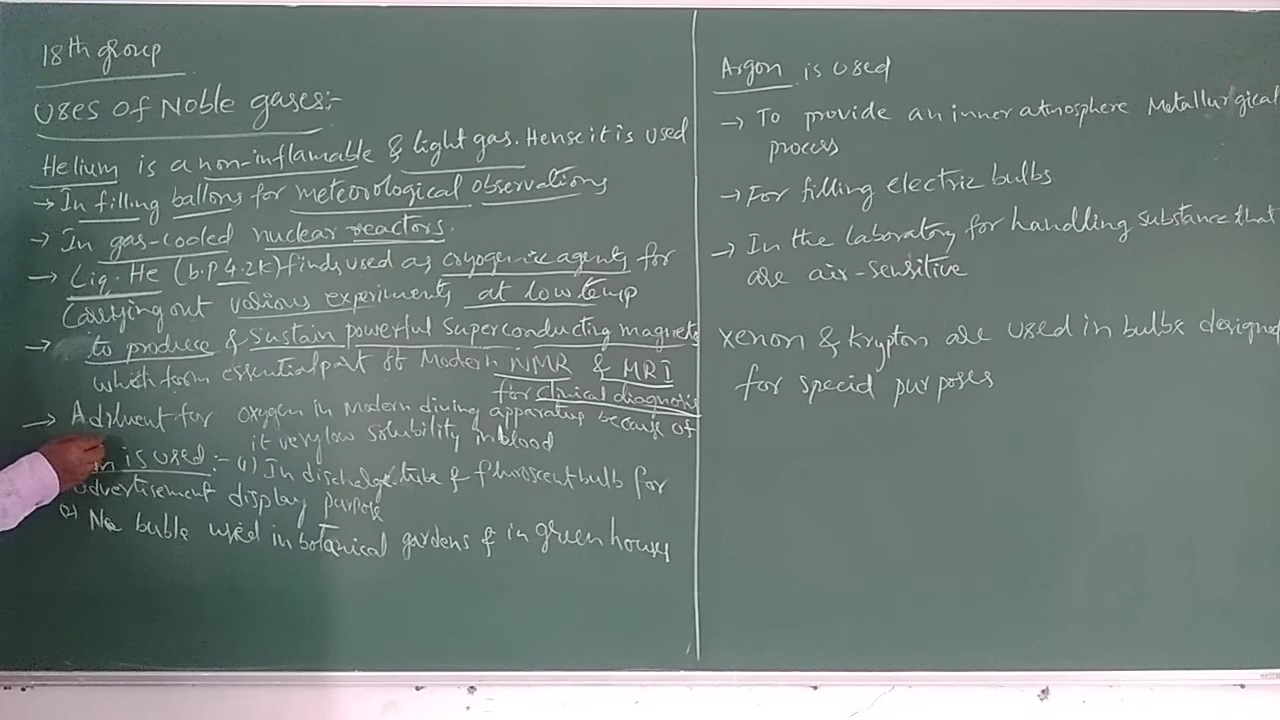 18th group
Uses of Noble gases:-
Helium is a non-inflamable & light gas. Hense it is used
→ In filling ballons for meteorological observations
→ In gas-cooled nuclear reactors.
→ Liq. He (b.p 4.2K) finds used as cryogenic agent for
carrying out various experiments at low temp
→ to produce & sustain powerful superconducting magnets
which form essential part of Modern NMR & MRI
for clinical diagnosis
→ A diluent for oxygen in modern diving apparatus because of
it very low solubility in blood
is used:- (1) In discharge tube & fluroscent bulb for
advertisement display purpose
(2) Ne bulbs used in botanical gardens & in green houses
Argon is used
→ To provide an inner atmosphere Metallurgical
process
→ For filling electric bulbs
→ In the laboratory for handling substance that
are air-sensitive
Xenon & Krypton are used in bulbs designed
for special purposes